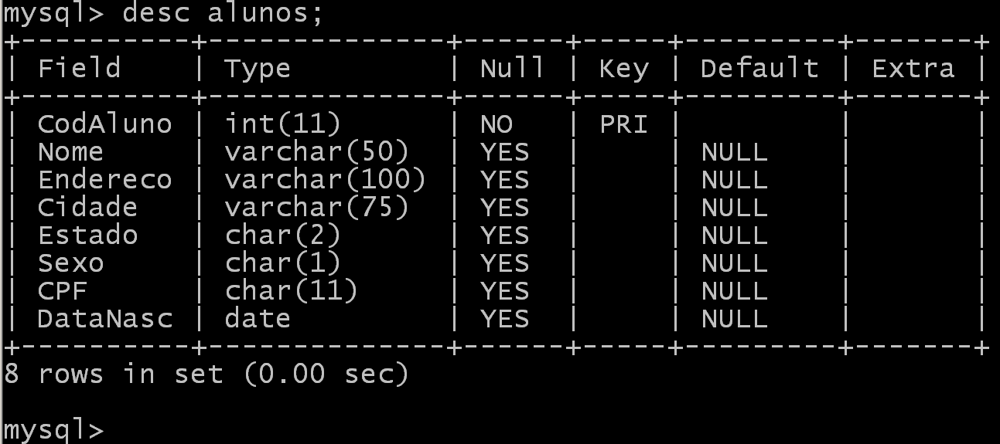 mysql> desc alunos;
+----------+--------------+------+-----+---------+-------+
| Field    | Type         | Null | Key | Default | Extra |
+----------+--------------+------+-----+---------+-------+
| CodAluno | int(11)      | NO   | PRI |         |       |
| Nome     | varchar(50)  | YES  |     | NULL    |       |
| Endereco | varchar(100) | YES  |     | NULL    |       |
| Cidade   | varchar(75)  | YES  |     | NULL    |       |
| Estado   | char(2)      | YES  |     | NULL    |       |
| Sexo     | char(1)      | YES  |     | NULL    |       |
| CPF      | char(11)     | YES  |     | NULL    |       |
| DataNasc | date         | YES  |     | NULL    |       |
+----------+--------------+------+-----+---------+-------+
8 rows in set (0.00 sec)
mysql>